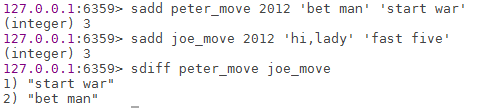 127.0.0.1:6359> sadd peter_move 2012 'bet man' 'start war'
(integer) 3
127.0.0.1:6359> sadd joe_move 2012 'hi,lady' 'fast five'
(integer) 3
127.0.0.1:6359> sdiff peter_move joe_move
1) "start war"
2) "bet man"